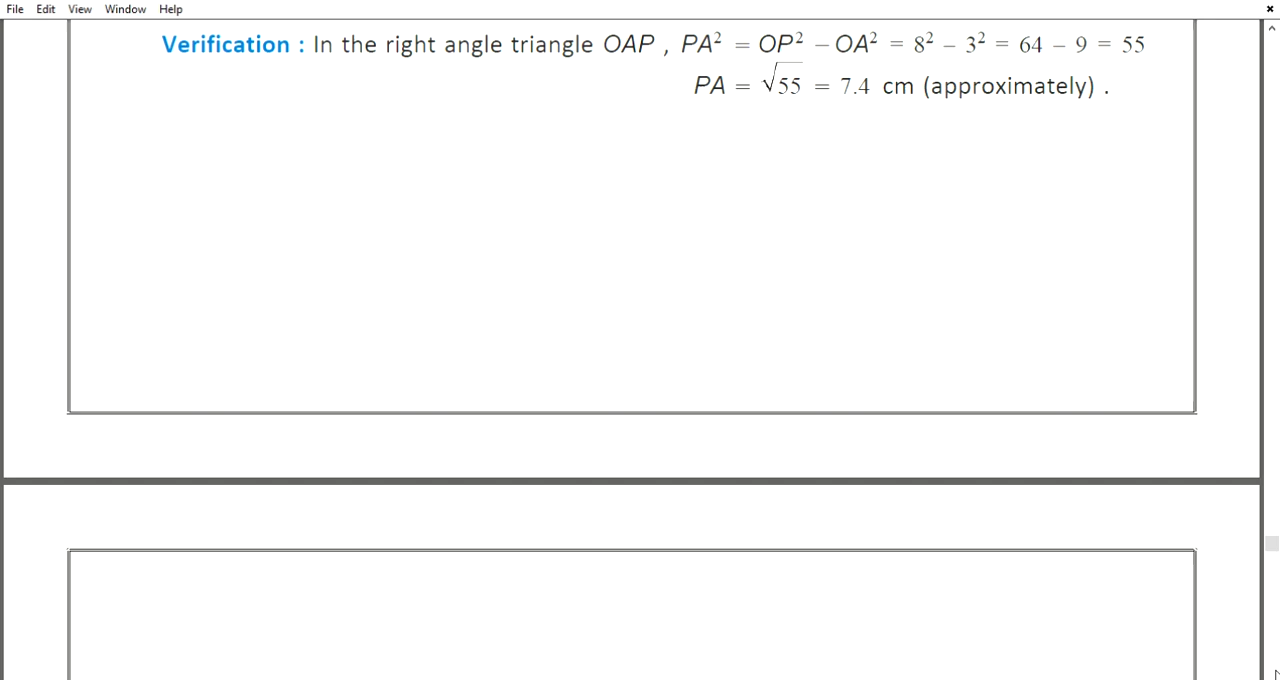 File Edit View Window Help
Verification : In the right angle triangle OAP , PA² = OP² – OA² = 8² – 3² = 64 – 9 = 55
PA = √55 = 7.4 cm (approximately) .